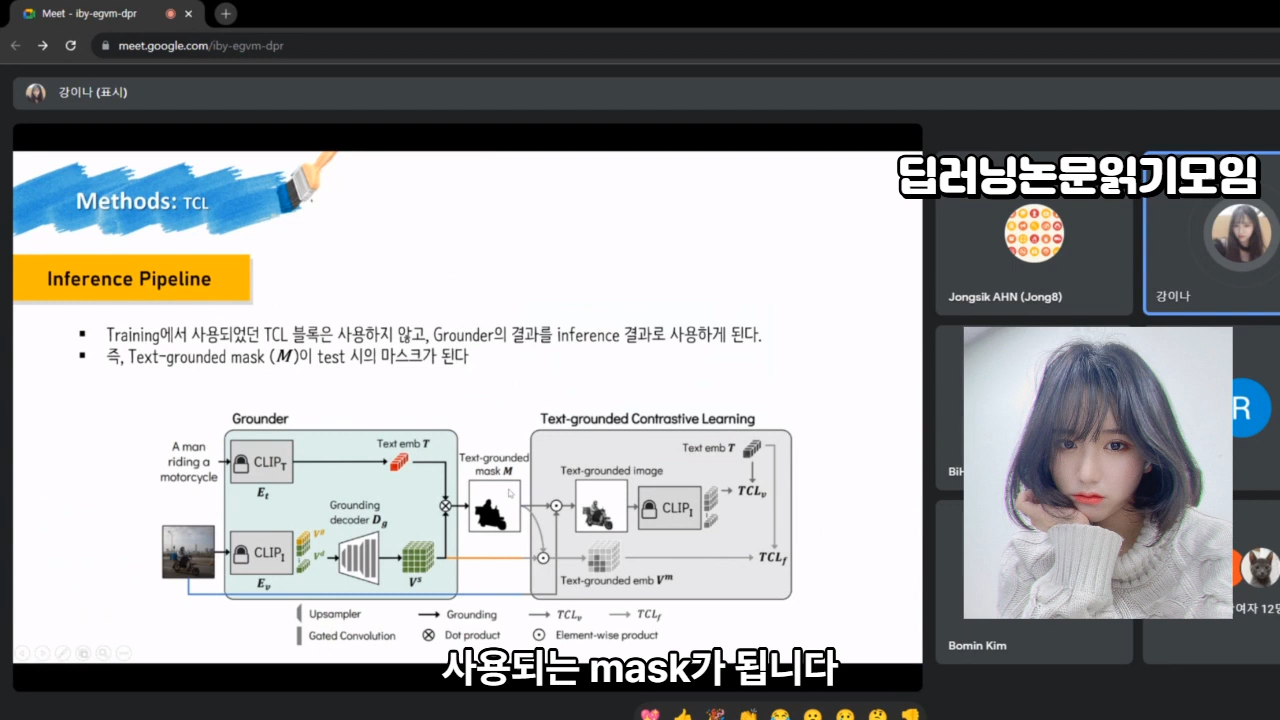 Meet - iby-egvm-dpr
meet.google.com/iby-egvm-dpr
강이나 (표시)
딥러닝논문읽기모임
Methods: TCL
Inference Pipeline
▪ Training에서 사용되었던 TCL 블록은 사용하지 않고, Grounder의 결과를 inference 결과로 사용하게 된다.
▪ 즉, Text-grounded mask (M)이 test 시의 마스크가 된다
Grounder
Text-grounded Contrastive Learning
A man
riding a
motorcycle
CLIP_T
E_t
Text emb T
Text-grounded
mask M
Grounding
decoder D_g
CLIP_I
E_v
V^g
V^d
V^s
Text emb T
Text-grounded image
CLIP_I
TCL_v
TCL_f
Text-grounded emb V^m
Upsampler
Grounding
TCL_v
TCL_f
Gated Convolution
Dot product
Element-wise product
Jongsik AHN (Jong8)
강이나
R
BiH
Bomin Kim
여자 12명
사용되는 mask가 됩니다